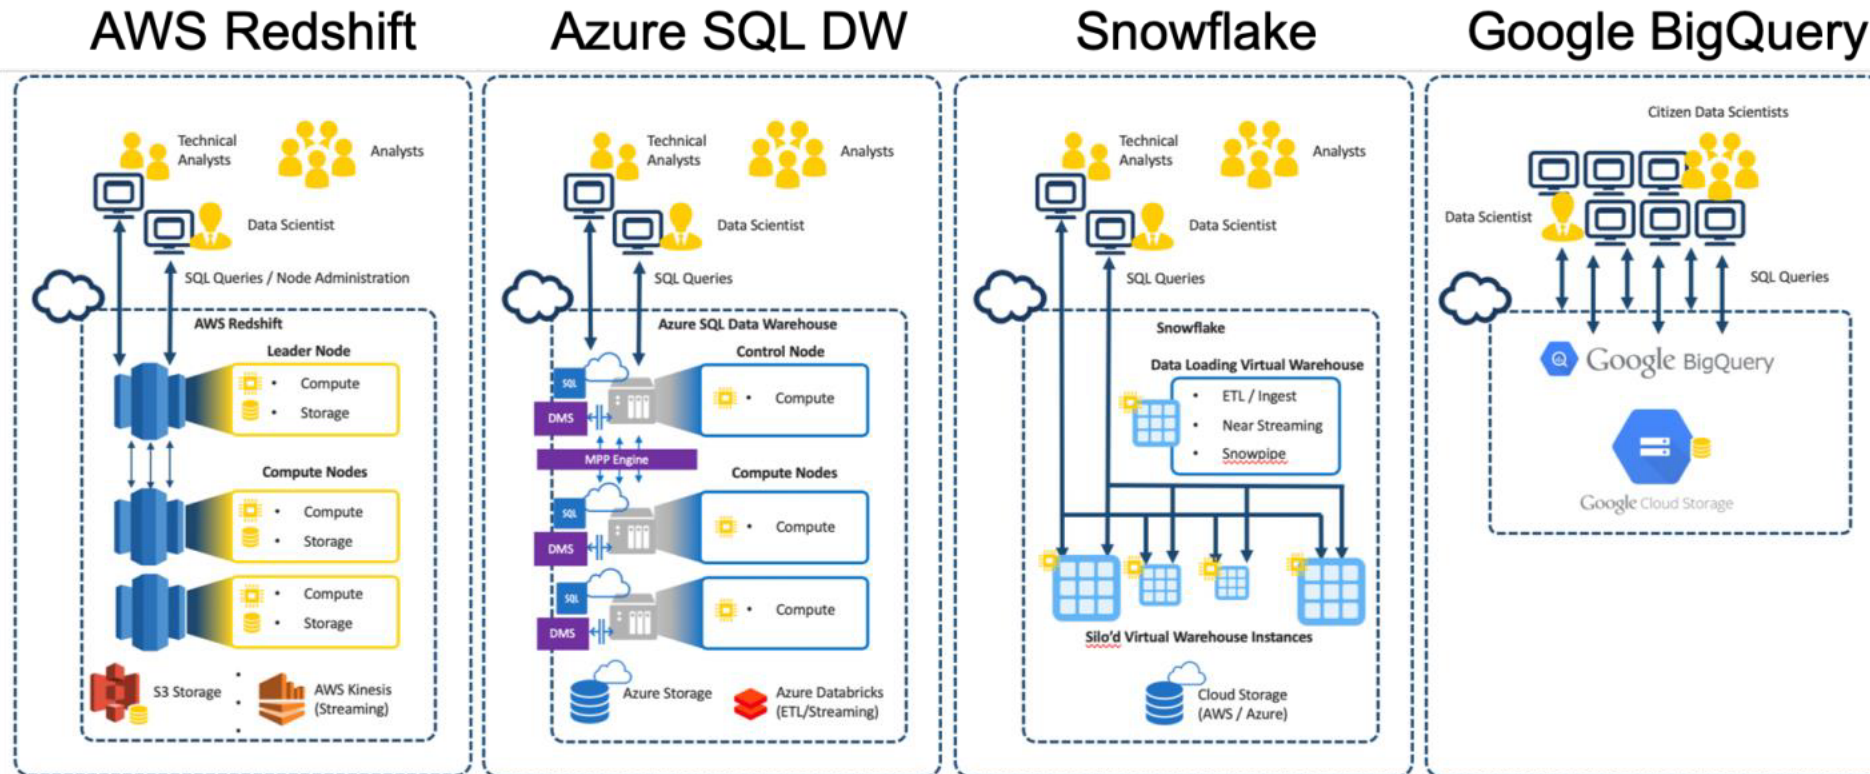 AWS Redshift
Technical
Analysts
Analysts
Data Scientist
SQL Queries / Node Administration
AWS Redshift
Leader Node
• Compute
• Storage
Compute Nodes
• Compute
• Storage
• Compute
• Storage
S3 Storage
AWS Kinesis
(Streaming)
Azure SQL DW
Technical
Analysts
Analysts
Data Scientist
SQL Queries
Azure SQL Data Warehouse
Control Node
SQL
• Compute
DMS
MPP Engine
Compute Nodes
SQL
• Compute
DMS
SQL
• Compute
DMS
Azure Storage
Azure Databricks
(ETL/Streaming)
Snowflake
Technical
Analysts
Analysts
Data Scientist
SQL Queries
Snowflake
Data Loading Virtual Warehouse
• ETL / Ingest
• Near Streaming
• Snowpipe
Silo'd Virtual Warehouse Instances
Cloud Storage
(AWS / Azure)
Google BigQuery
Citizen Data Scientists
Data Scientist
SQL Queries
Google BigQuery
Google Cloud Storage